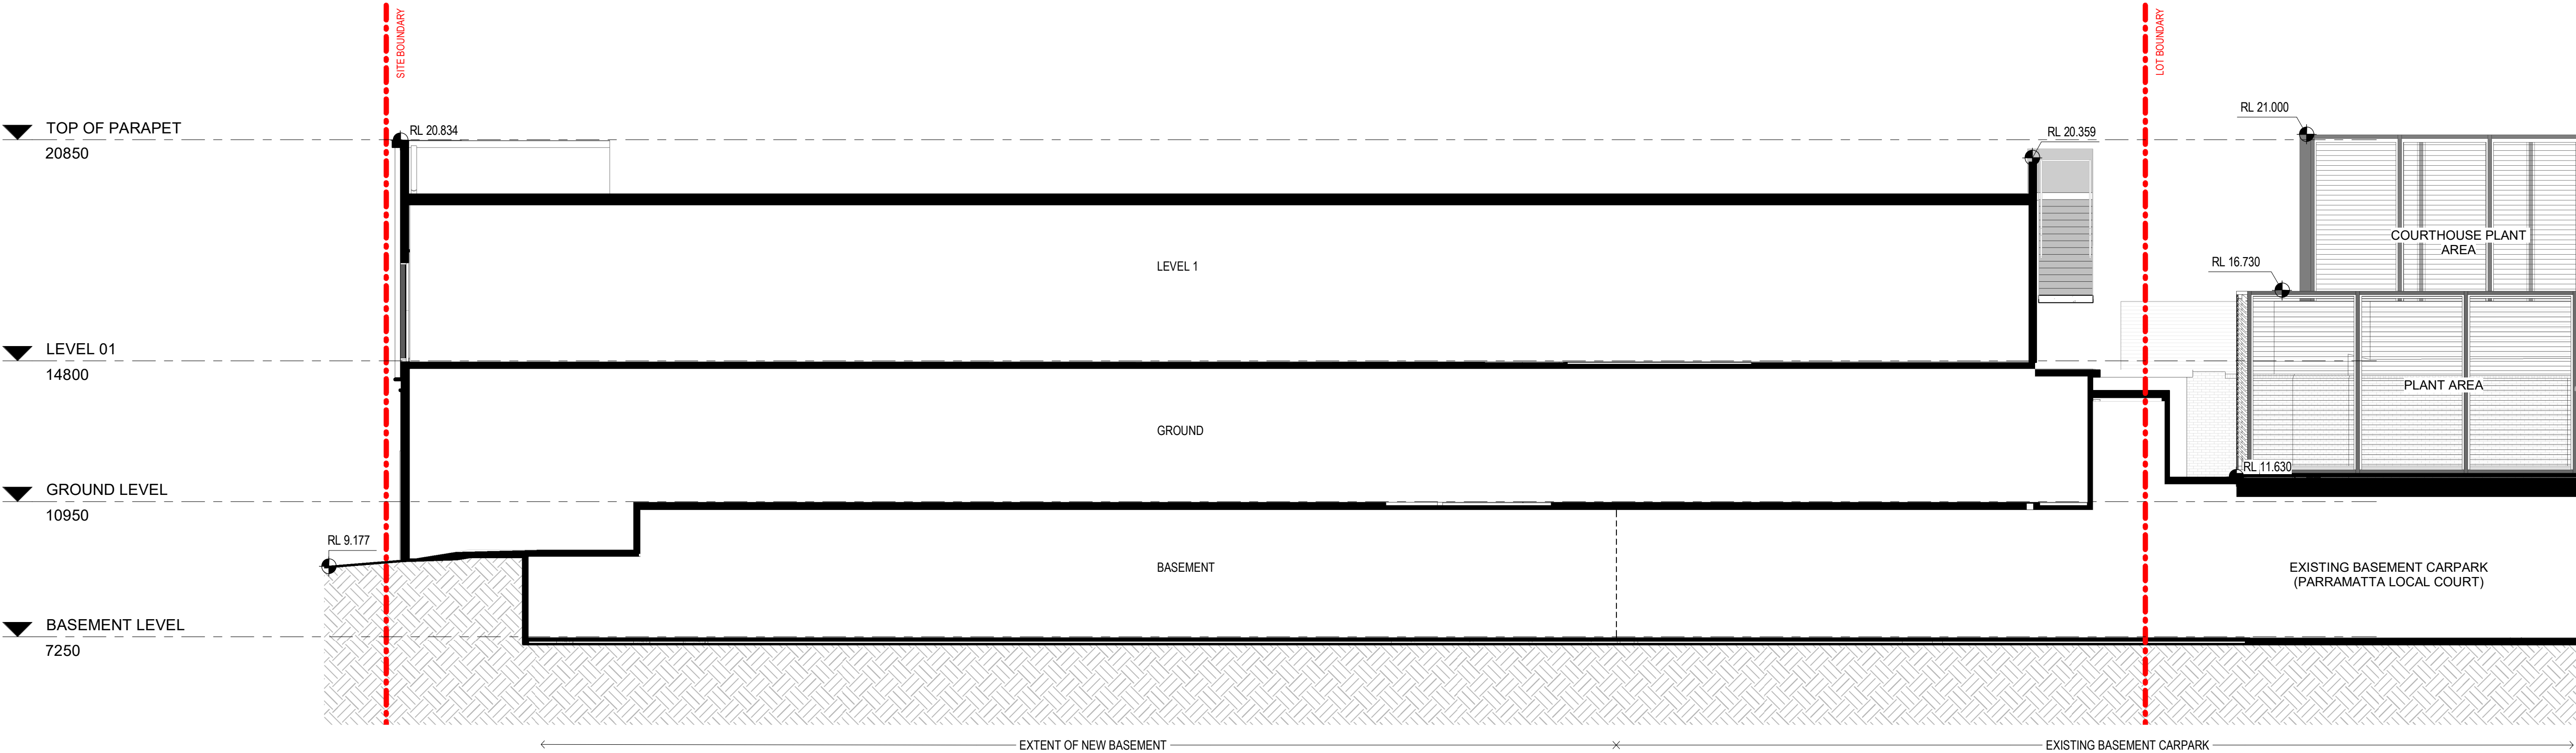 SITE BOUNDARY
LOT BOUNDARY
RL 21.000
TOP OF PARAPET
20850
RL 20.834
RL 20.359
COURTHOUSE PLANT
AREA
LEVEL 1
RL 16.730
LEVEL 01
14800
PLANT AREA
GROUND
RL 11.630
GROUND LEVEL
10950
RL 9.177
BASEMENT
EXISTING BASEMENT CARPARK
(PARRAMATTA LOCAL COURT)
BASEMENT LEVEL
7250
EXTENT OF NEW BASEMENT
EXISTING BASEMENT CARPARK